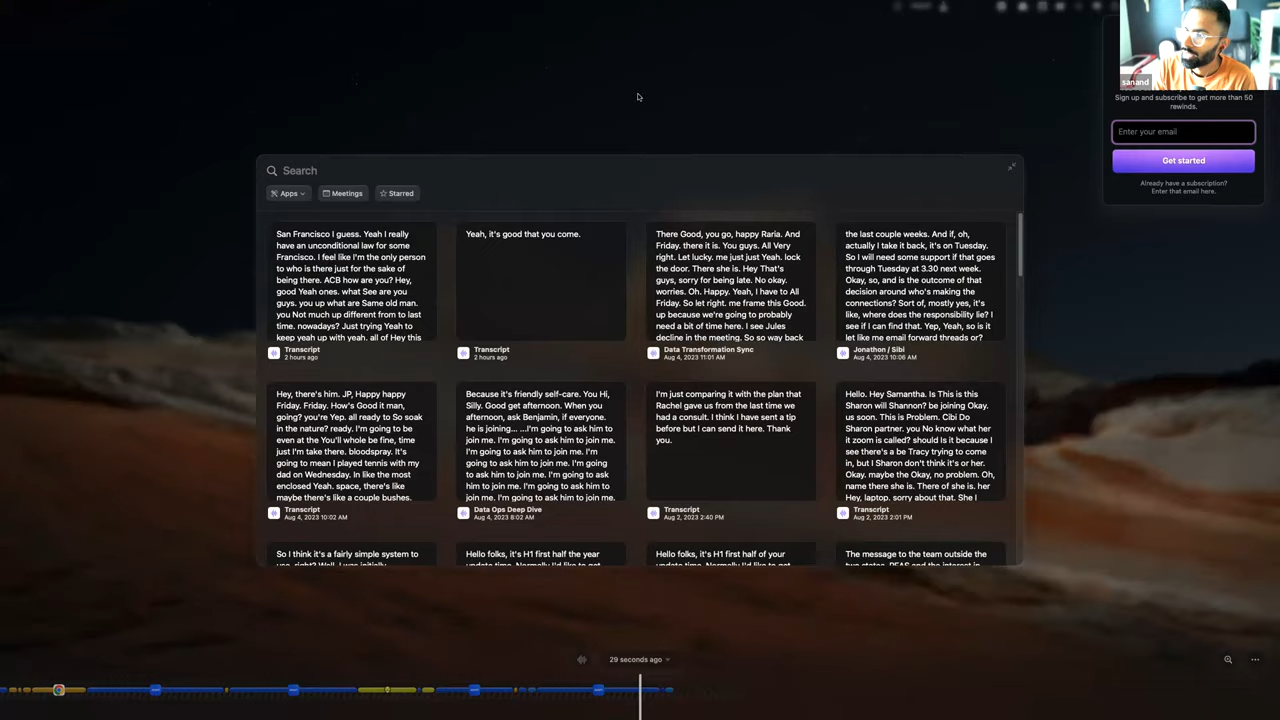 sanand
Sign up and subscribe to get more than 50
rewinds.
Enter your email
Get started
Already have a subscription?
Enter that email here.
Search
Apps
Meetings
Starred
San Francisco I guess. Yeah I really
have an unconditional law for some
Francisco. I feel like I'm the only person
to who is there just for the sake of
being there. ACB how are you? Hey,
good Yeah ones. what See are you
guys. you up what are Same old man.
you Not much up different from to last
time. nowadays? Just trying Yeah to
keep yeah up with yeah. all of Hey this
Transcript
2 hours ago
Yeah, it's good that you come.
Transcript
2 hours ago
There Good, you go, happy Raria. And
Friday. there it is. You guys. All Very
right. Let lucky. me just just Yeah. lock
the door. There she is. Hey That's
guys, sorry for being late. No okay.
worries. Oh. Happy. Yeah, I have to All
Friday. So let right. me frame this Good.
up because we're going to probably
need a bit of time here. I see Jules
decline in the meeting. So so way back
Data Transformation Sync
Aug 4, 2023 11:01 AM
the last couple weeks. And if, oh,
actually I take it back, it's on Tuesday.
So I will need some support if that goes
through Tuesday at 3.30 next week.
Okay, so, and is the outcome of that
decision around who's making the
connections? Sort of, mostly yes, it's
like, where does the responsibility lie? I
see if I can find that. Yep, Yeah, so is it
let like me email forward threads or?
Jonathon / Sibi
Aug 4, 2023 10:06 AM
Hey, there's him. JP, Happy happy
Friday. Friday. How's Good it man,
going? you're Yep. all ready to So soak
in the nature? ready. I'm going to be
even at the You'll whole be fine, time
just I'm take there. bloodspray. It's
going to mean I played tennis with my
dad on Wednesday. In like the most
enclosed Yeah. space, there's like
maybe there's like a couple bushes.
Transcript
Aug 4, 2023 10:02 AM
Because it's friendly self-care. You Hi,
Silly. Good get afternoon. When you
afternoon, ask Benjamin, if everyone.
he is joining... ...I'm going to ask him to
join me. I'm going to ask him to join me.
I'm going to ask him to join me. I'm
going to ask him to join me. I'm going to
ask him to join me. I'm going to ask him
to join me. I'm going to ask him to join
me. I'm going to ask him to join me. I'm
Data Ops Deep Dive
Aug 4, 2023 8:02 AM
I'm just comparing it with the plan that
Rachel gave us from the last time we
had a consult. I think I have sent a tip
before but I can send it here. Thank
you.
Transcript
Aug 2, 2023 2:40 PM
Hello. Hey Samantha. Is This is this
Sharon will Shannon? be joining Okay.
us soon. This is Problem. Cibi Do
Sharon partner. you No know what her
it zoom is called? should Is it because I
see there's a be Tracy trying to come
in, but I Sharon don't think it's or her.
Okay. maybe the Okay, no problem. Oh,
name there she is. There of she is. her
Hey, laptop. sorry about that. She I
Transcript
Aug 2, 2023 2:01 PM
So I think it's a fairly simple system to
Hello folks, it's H1 first half the year
update time. Normally I'd like to get
Hello folks, it's H1 first half of your
update time. Normally I'd like to get
The message to the team outside the
29 seconds ago